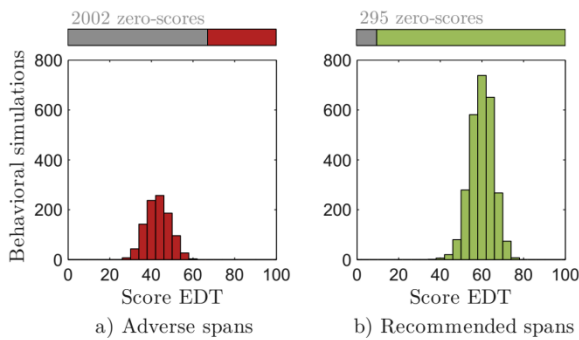 2002 zero-scores
295 zero-scores
Behavioral simulations
800
600
400
200
0
0 20 40 60 80 100
Score EDT
a) Adverse spans
800
600
400
200
0
0 20 40 60 80 100
Score EDT
b) Recommended spans